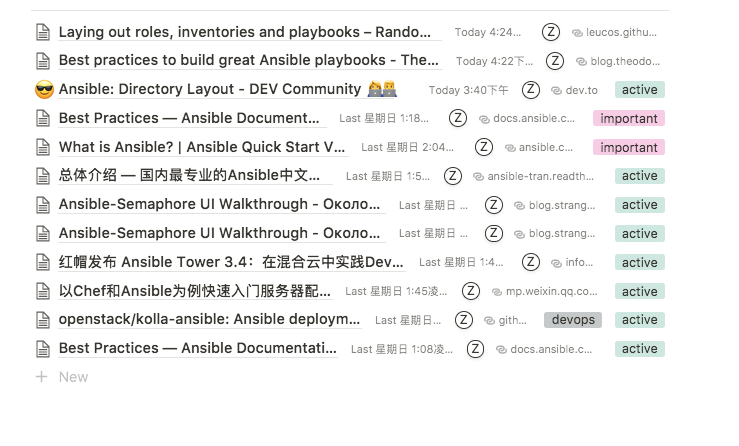 Laying out roles, inventories and playbooks – Rando... Today 4:24... Z leucos.githu...
Best practices to build great Ansible playbooks - The... Today 4:22下... Z blog.theodo...
Ansible: Directory Layout - DEV Community Today 3:40下午 Z dev.to active
Best Practices — Ansible Document... Last 星期日 1:18... Z docs.ansible.c... important
What is Ansible? | Ansible Quick Start V... Last 星期日 2:04... Z ansible.c... important
总体介绍 — 国内最专业的Ansible中文... Last 星期日 1:5... Z ansible-tran.readth... active
Ansible-Semaphore UI Walkthrough - Около... Last 星期日 ... Z blog.strang... active
Ansible-Semaphore UI Walkthrough - Около... Last 星期日 ... Z blog.strang... active
红帽发布 Ansible Tower 3.4：在混合云中实践Dev... Last 星期日 1:4... Z info... active
以Chef和Ansible为例快速入门服务器配... Last 星期日 1:45凌... Z mp.weixin.qq.co... active
openstack/kolla-ansible: Ansible deploym... Last 星期日... Z gith... devops active
Best Practices — Ansible Documentati... Last 星期日 1:08凌... Z docs.ansible.c... active
+ New